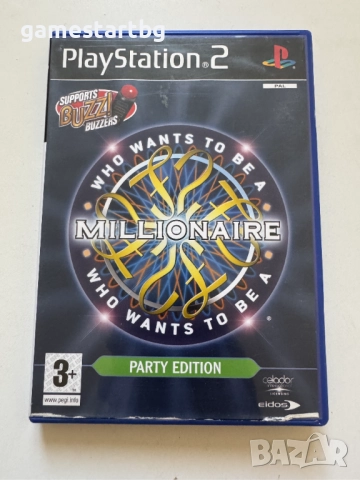 gamestartbg
PlayStation®2
PAL
SUPPORTS
BUZZ!
BUZZERS
WHO WANTS TO BE A
MILLIONAIRE
WHO WANTS TO BE A
®
PARTY EDITION
3+
www.pegi.info
celador
eidos
BAZAR